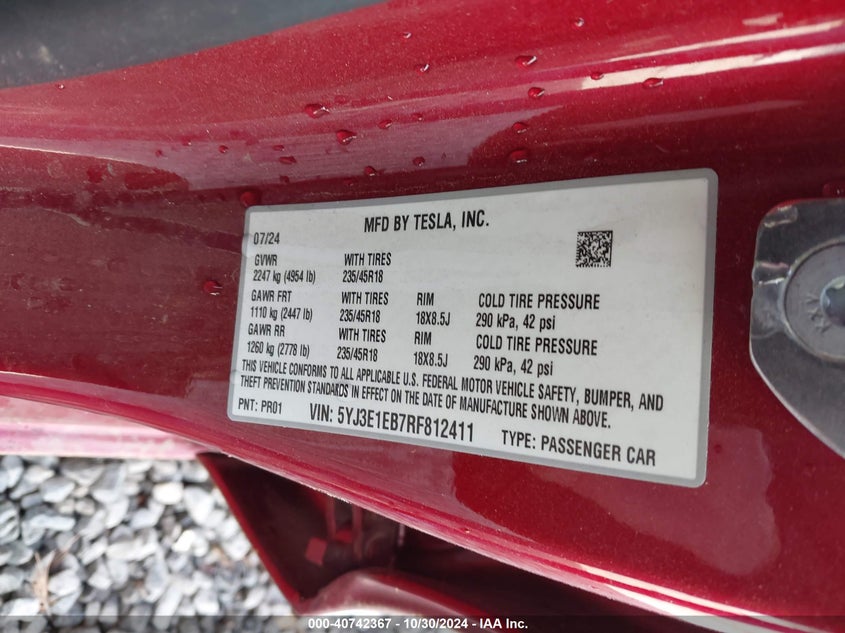 MFD BY TESLA, INC.
07/24
GVWR WITH TIRES
2247 kg (4954 lb) 235/45R18
GAWR FRT WITH TIRES RIM COLD TIRE PRESSURE
1110 kg (2447 lb) 235/45R18 18X8.5J 290 kPa, 42 psi
GAWR RR WITH TIRES RIM COLD TIRE PRESSURE
1260 kg (2778 lb) 235/45R18 18X8.5J 290 kPa, 42 psi
THIS VEHICLE CONFORMS TO ALL APPLICABLE U.S. FEDERAL MOTOR VEHICLE SAFETY, BUMPER, AND
THEFT PREVENTION STANDARDS IN EFFECT ON THE DATE OF MANUFACTURE SHOWN ABOVE.
PNT: PR01 VIN: 5YJ3E1EB7RF812411 TYPE: PASSENGER CAR
000-40742367 - 10/30/2024 - IAA Inc.